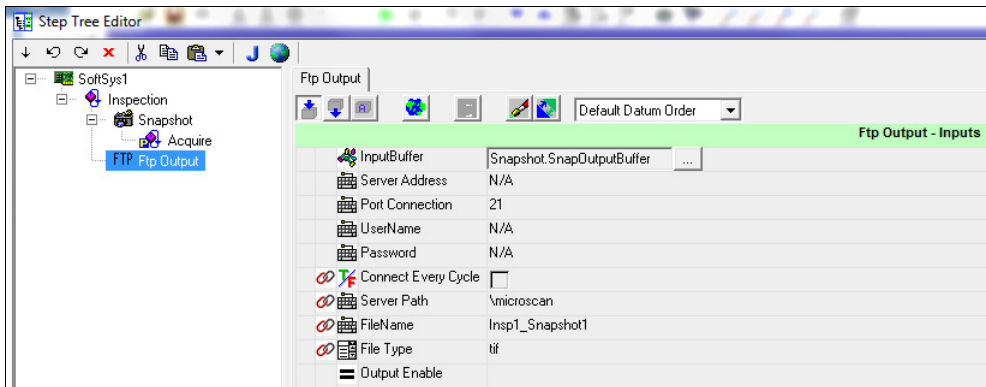 Step Tree Editor
SoftSys1
Inspection
Snapshot
Acquire
FTP Ftp Output
Ftp Output
Default Datum Order
Ftp Output - Inputs
InputBuffer Snapshot.SnapOutputBuffer ...
Server Address N/A
Port Connection 21
UserName N/A
Password N/A
T/F Connect Every Cycle
Server Path \microscan
FileName Insp1_Snapshot1
File Type tif
Output Enable